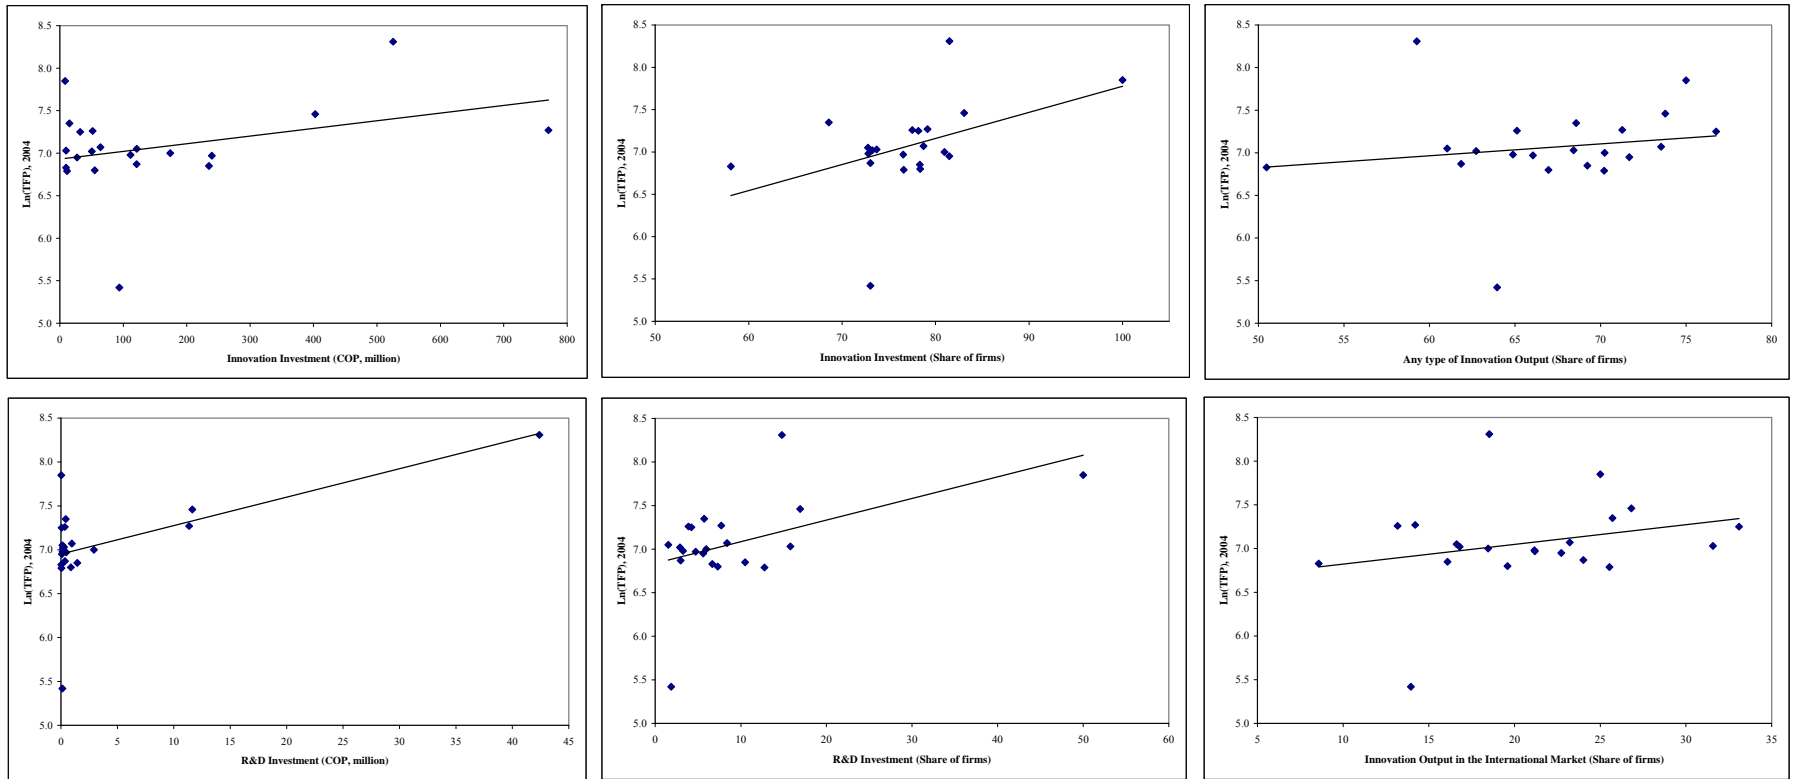 8.5
8.0
7.5
7.0
6.5
6.0
5.5
5.0
Ln(TFP), 2004
0 100 200 300 400 500 600 700 800
Innovation Investment (COP, million)
8.5
8.0
7.5
7.0
6.5
6.0
5.5
5.0
Ln(TFP), 2004
50 60 70 80 90 100
Innovation Investment (Share of firms)
8.5
8.0
7.5
7.0
6.5
6.0
5.5
5.0
Ln(TFP), 2004
50 55 60 65 70 75 80
Any type of Innovation Output (Share of firms)
8.5
8.0
7.5
7.0
6.5
6.0
5.5
5.0
Ln(TFP), 2004
0 5 10 15 20 25 30 35 40 45
R&D Investment (COP, million)
8.5
8.0
7.5
7.0
6.5
6.0
5.5
5.0
Ln(TFP), 2004
0 10 20 30 40 50 60
R&D Investment (Share of firms)
8.5
8.0
7.5
7.0
6.5
6.0
5.5
5.0
Ln(TFP), 2004
5 10 15 20 25 30 35
Innovation Output in the International Market (Share of firms)